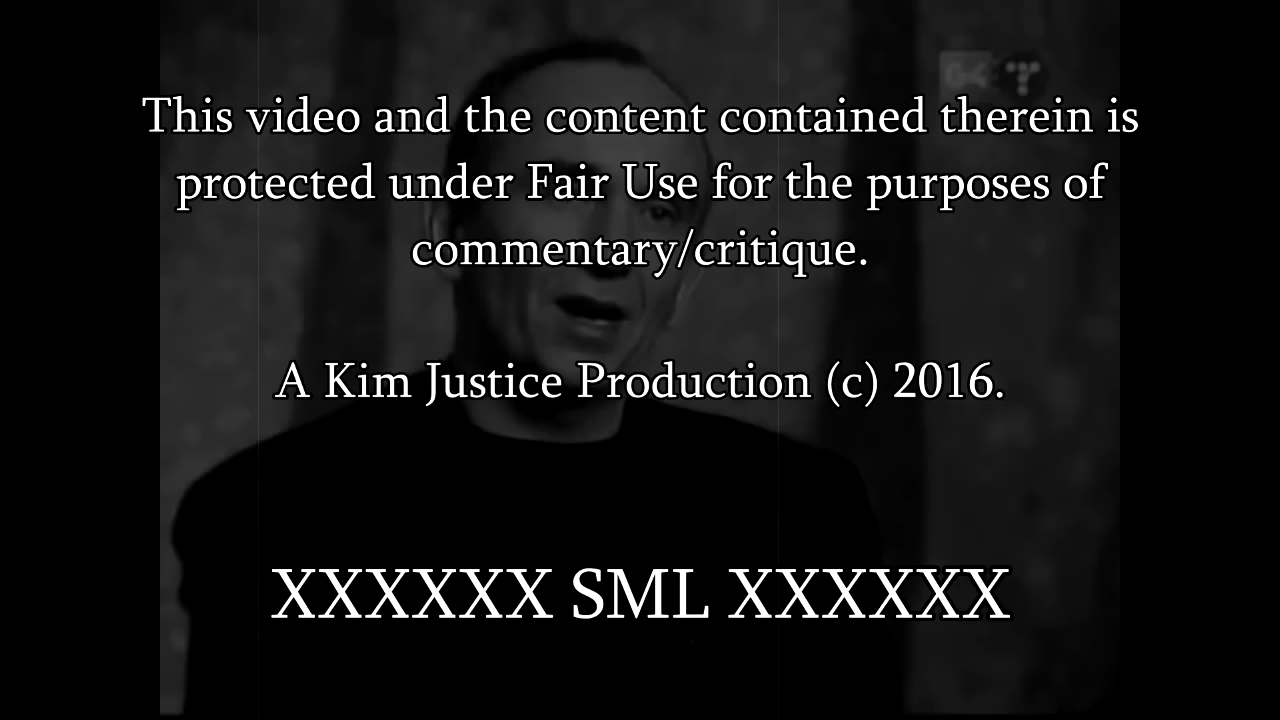 G4
This video and the content contained therein is
protected under Fair Use for the purposes of
commentary/critique.
A Kim Justice Production (c) 2016.
XXXXXX SML XXXXXX